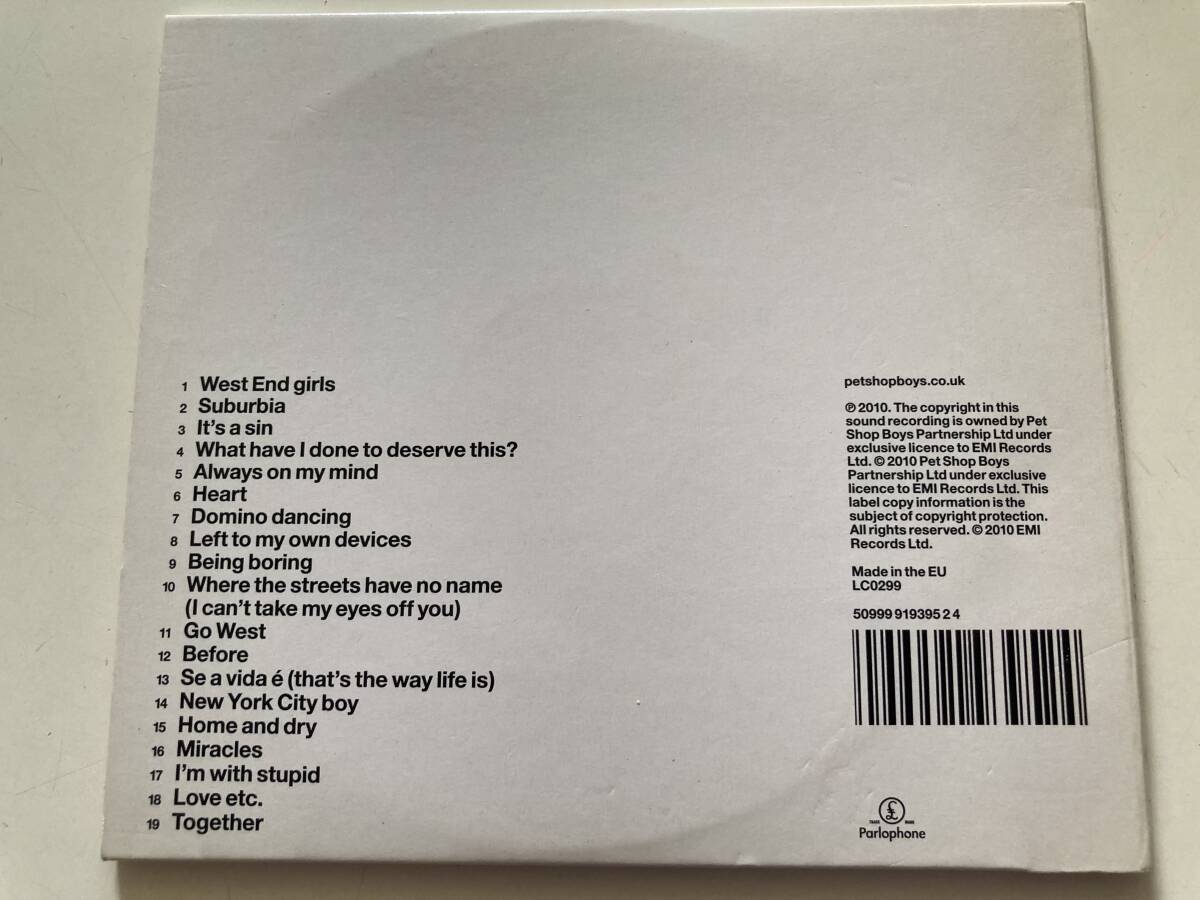 1 West End girls
2 Suburbia
3 It's a sin
4 What have I done to deserve this?
5 Always on my mind
6 Heart
7 Domino dancing
8 Left to my own devices
9 Being boring
10 Where the streets have no name
(I can't take my eyes off you)
11 Go West
12 Before
13 Se a vida é (that's the way life is)
14 New York City boy
15 Home and dry
16 Miracles
17 I'm with stupid
18 Love etc.
19 Together
petshopboys.co.uk
℗ 2010. The copyright in this
sound recording is owned by Pet
Shop Boys Partnership Ltd under
exclusive licence to EMI Records
Ltd. © 2010 Pet Shop Boys
Partnership Ltd under exclusive
licence to EMI Records Ltd. This
label copy information is the
subject of copyright protection.
All rights reserved. © 2010 EMI
Records Ltd.
Made in the EU
LC0299
50999 919395 2 4
£
TRADE MARK
Parlophone